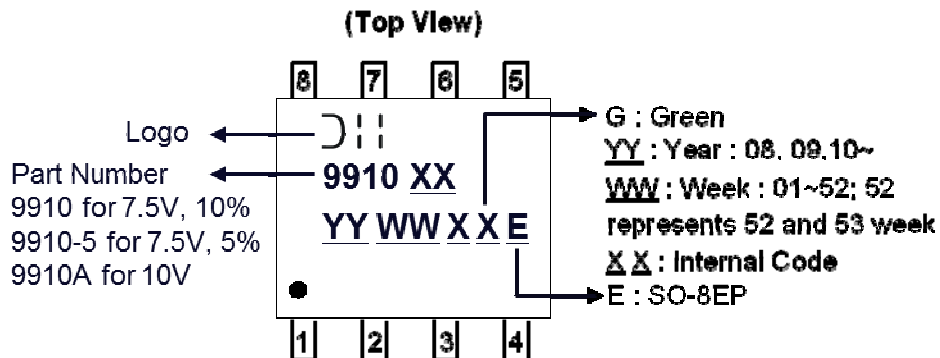 (Top View)
8 7 6 5
Logo
Part Number
9910 for 7.5V, 10%
9910-5 for 7.5V, 5%
9910A for 10V
9910 XX
YY WW X X E
G : Green
YY : Year : 08, 09,10~
WW : Week : 01~52; 52
represents 52 and 53 week
X X : Internal Code
E : SO-8EP
1 2 3 4